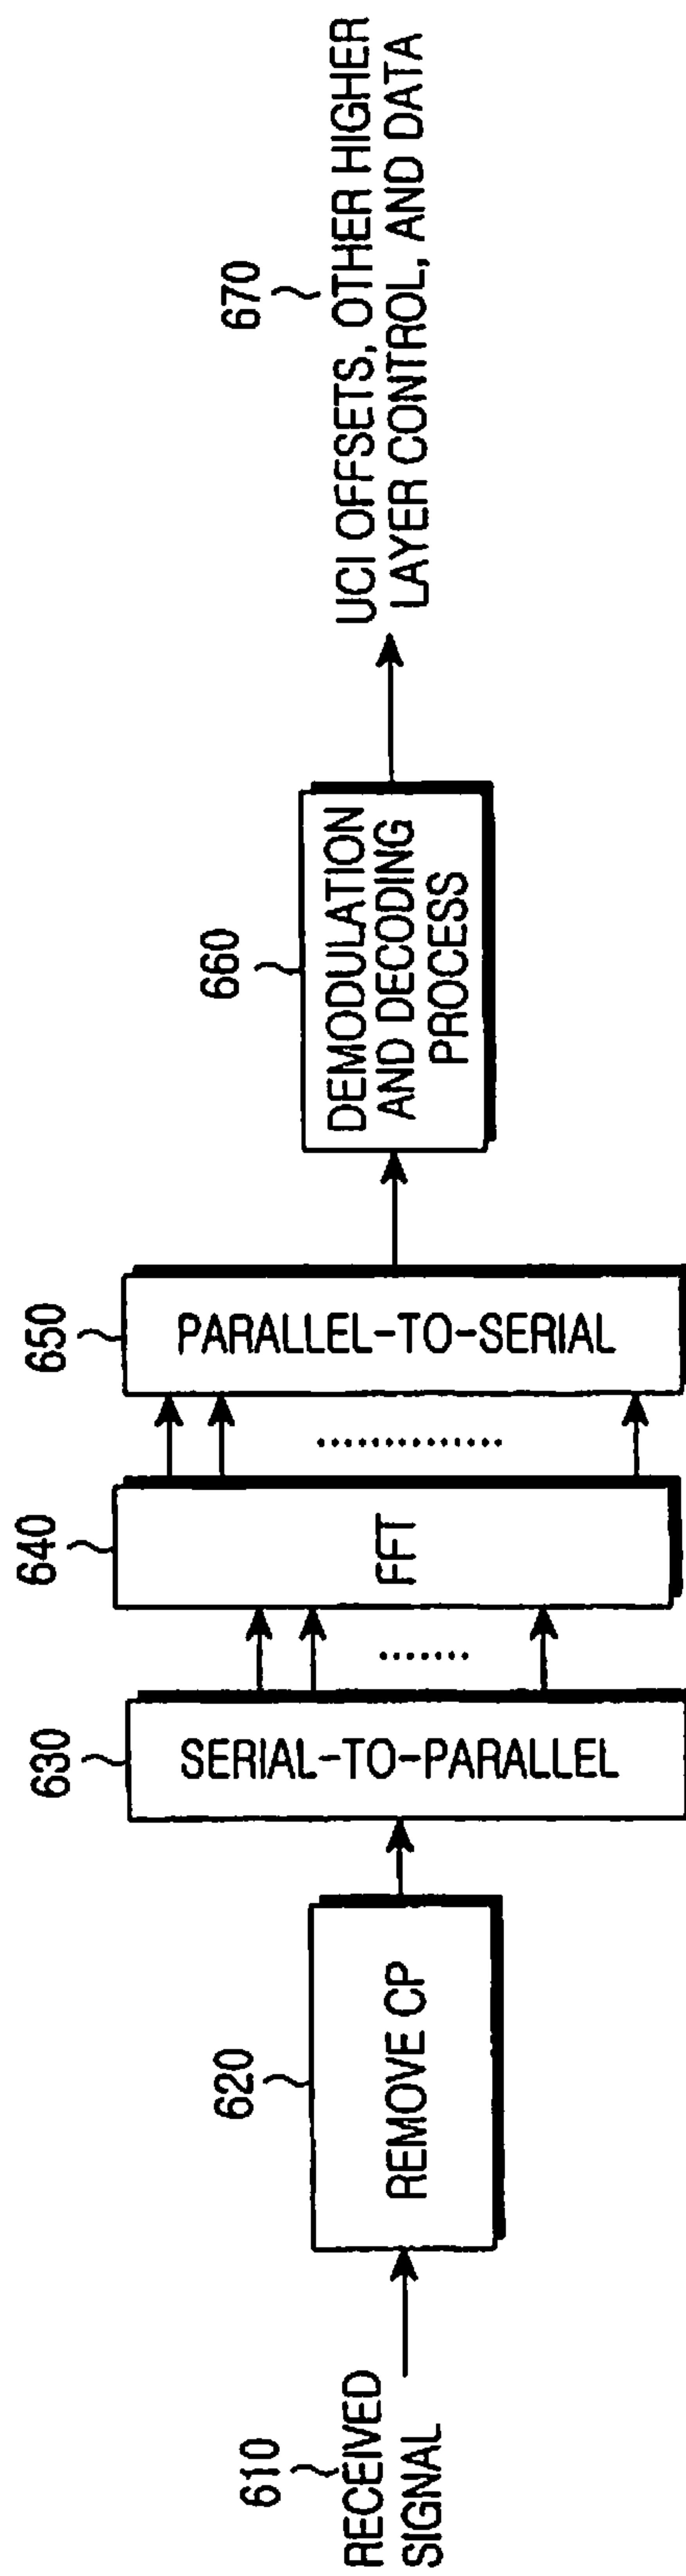 610
RECEIVED
SIGNAL
620
REMOVE CP
630
SERIAL-TO-PARALLEL
640
FFT
650
PARALLEL-TO-SERIAL
660
DEMODULATION
AND DECODING
PROCESS
670
UCI OFFSETS, OTHER HIGHER
LAYER CONTROL, AND DATA